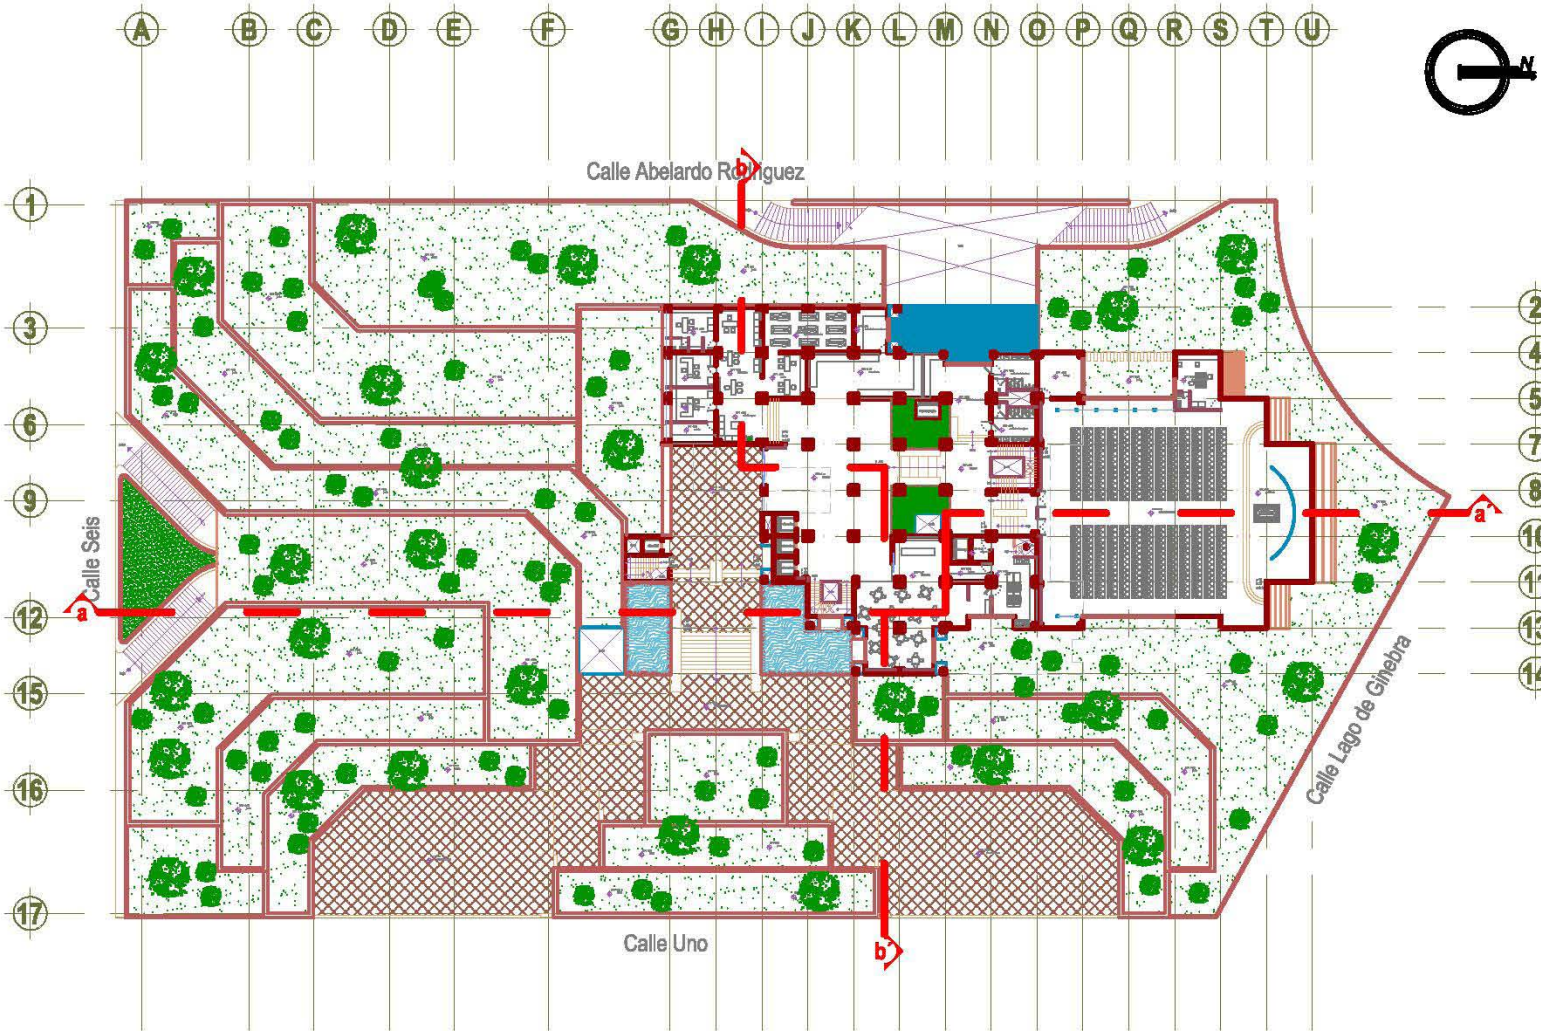 A B C D E F G H I J K L M N O P Q R S T U
N
b'
Calle Abelardo Rodriguez
1
2
3
4
5
6
7
8
9
Calle Seis
a'
10
11
a
12
13
14
15
Calle Lago de Ginebra
16
17
Calle Uno
b'